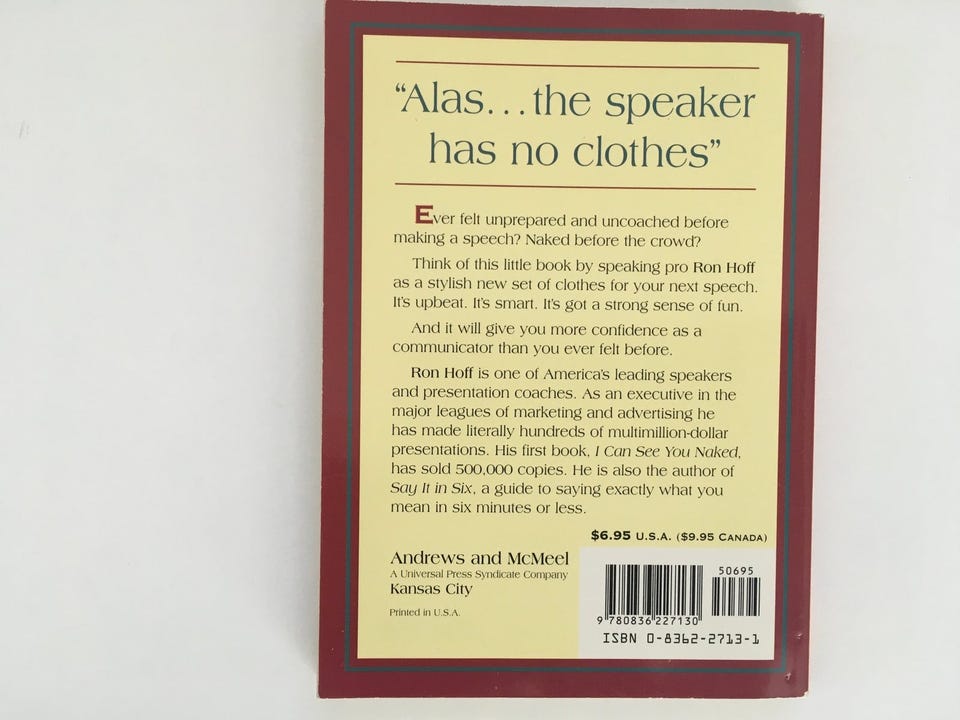 “Alas...the speaker
has no clothes”
Ever felt unprepared and uncoached before
making a speech? Naked before the crowd?
Think of this little book by speaking pro Ron Hoff
as a stylish new set of clothes for your next speech.
It's upbeat. It's smart. It's got a strong sense of fun.
And it will give you more confidence as a
communicator than you ever felt before.
Ron Hoff is one of America's leading speakers
and presentation coaches. As an executive in the
major leagues of marketing and advertising he
has made literally hundreds of multimillion-dollar
presentations. His first book, I Can See You Naked,
has sold 500,000 copies. He is also the author of
Say It in Six, a guide to saying exactly what you
mean in six minutes or less.
$6.95 U.S.A. ($9.95 CANADA)
Andrews and McMeel
A Universal Press Syndicate Company
Kansas City
Printed in U.S.A.
50695
9 780836 227130
ISBN 0-8362-2713-1